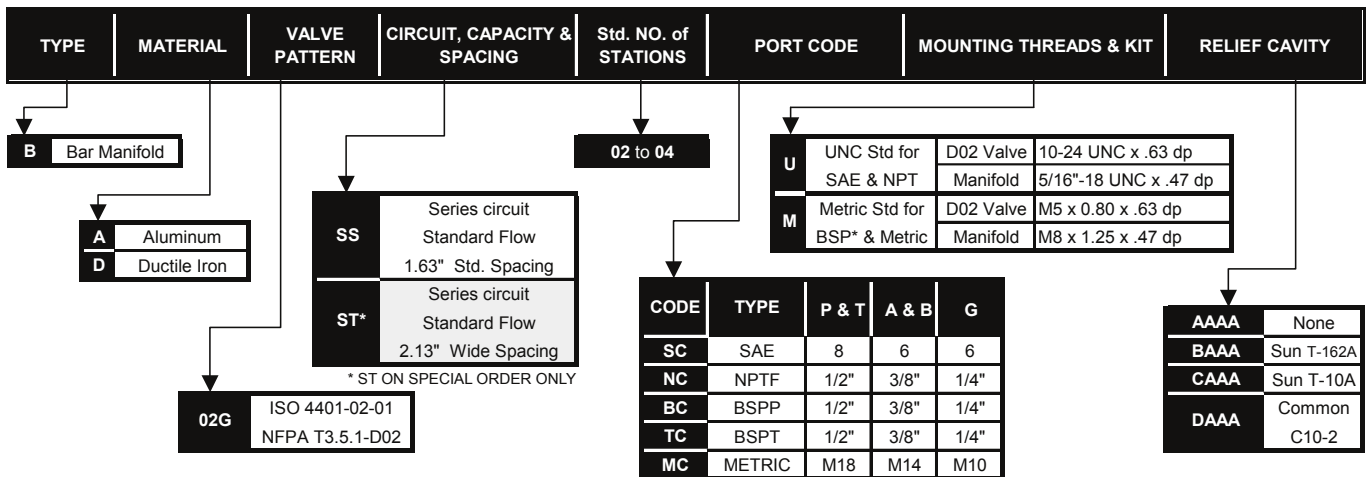 TYPE
MATERIAL
VALVE
PATTERN
CIRCUIT, CAPACITY &
SPACING
Std. NO. of
STATIONS
PORT CODE
MOUNTING THREADS & KIT
RELIEF CAVITY
B Bar Manifold
A Aluminum
D Ductile Iron
02G
ISO 4401-02-01
NFPA T3.5.1-D02
SS
Series circuit
Standard Flow
1.63" Std. Spacing
ST*
Series circuit
Standard Flow
2.13" Wide Spacing
* ST ON SPECIAL ORDER ONLY
02 to 04
CODE TYPE P & T A & B G
SC SAE 8 6 6
NC NPTF 1/2" 3/8" 1/4"
BC BSPP 1/2" 3/8" 1/4"
TC BSPT 1/2" 3/8" 1/4"
MC METRIC M18 M14 M10
U
UNC Std for D02 Valve 10-24 UNC x .63 dp
SAE & NPT Manifold 5/16"-18 UNC x .47 dp
M
Metric Std for D02 Valve M5 x 0.80 x .63 dp
BSP* & Metric Manifold M8 x 1.25 x .47 dp
AAAA None
BAAA Sun T-162A
CAAA Sun T-10A
DAAA
Common
C10-2